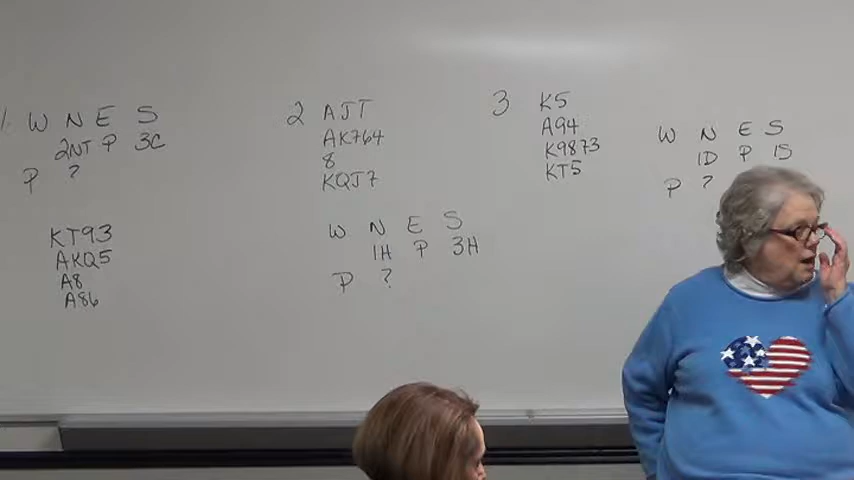 1. W N E S
2NT P 3C
P ?
KT93
AKQ5
A8
A86
2 AJT
AK764
8
KQJ7
W N E S
1H P 3H
P ?
3 K5
A94
K9873
KT5
W N E S
1D P 1S
P ?